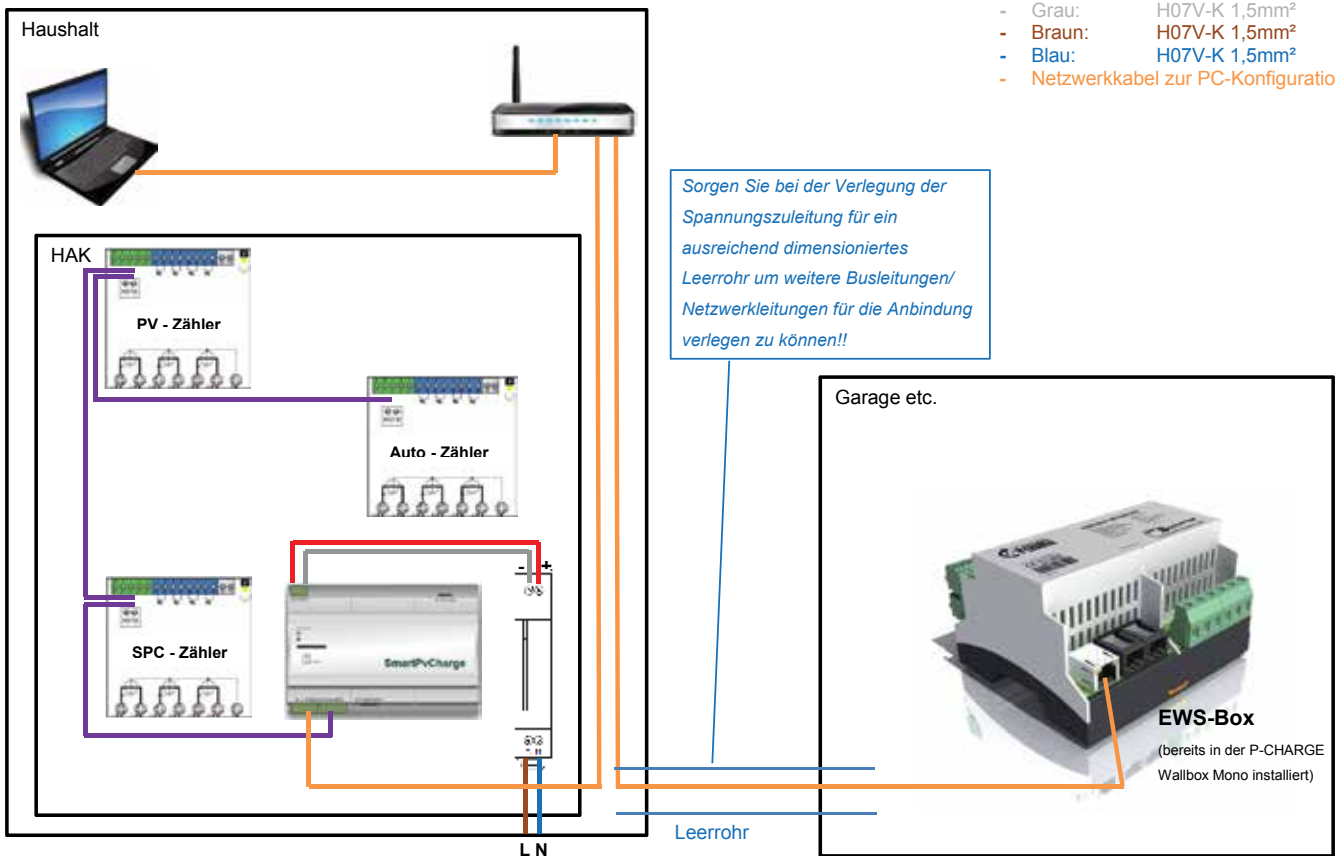 - Grau: H07V-K 1,5mm²
- Braun: H07V-K 1,5mm²
- Blau: H07V-K 1,5mm²
- Netzwerkkabel zur PC-Konfiguratio
Haushalt
Sorgen Sie bei der Verlegung der
Spannungszuleitung für ein
ausreichend dimensioniertes
Leerrohr um weitere Busleitungen/
Netzwerkleitungen für die Anbindung
verlegen zu können!!
HAK
PV - Zähler
Auto - Zähler
SPC - Zähler
SmartPvCharge
- +
Garage etc.
EWS-Box
(bereits in der P-CHARGE
Wallbox Mono installiert)
Leerrohr
L N